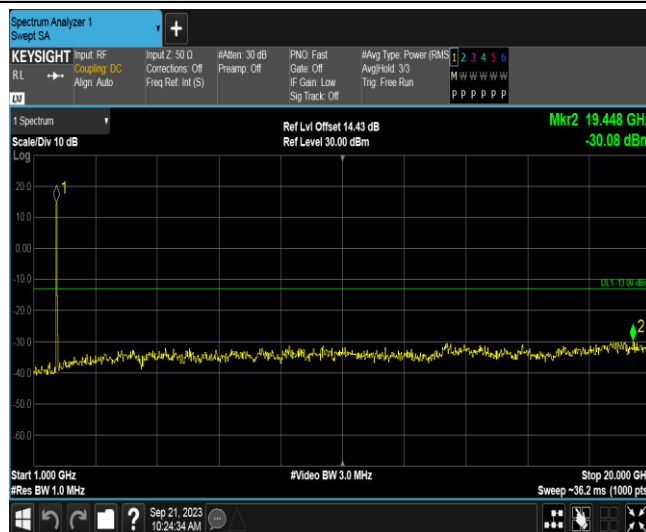 Spectrum Analyzer 1
Swept SA
+
KEYSIGHT
RL
LXI
Input: RF
Coupling: DC
Align: Auto
Input Z: 50 Ω
Corrections: Off
Freq Ref: Int (S)
#Atten: 30 dB
Preamp: Off
PNO: Fast
Gate: Off
IF Gain: Low
Sig Track: Off
#Avg Type: Power (RMS
Avg|Hold: 3/3
Trig: Free Run
1 2 3 4 5 6
M W W W W W
P P P P P P
1 Spectrum
Scale/Div 10 dB
Ref Lvl Offset 14.43 dB
Ref Level 30.00 dBm
Mkr2 19.448 GHz
-30.08 dBm
Log
20.0
10.0
0.00
-10.0
-20.0
-30.0
-40.0
-50.0
-60.0
1
DL1 -13.00 dBm
2
Start 1.000 GHz
#Res BW 1.0 MHz
#Video BW 3.0 MHz
Stop 20.000 GH
Sweep ~36.2 ms (1000 pts
?
Sep 21, 2023
10:24:34 AM